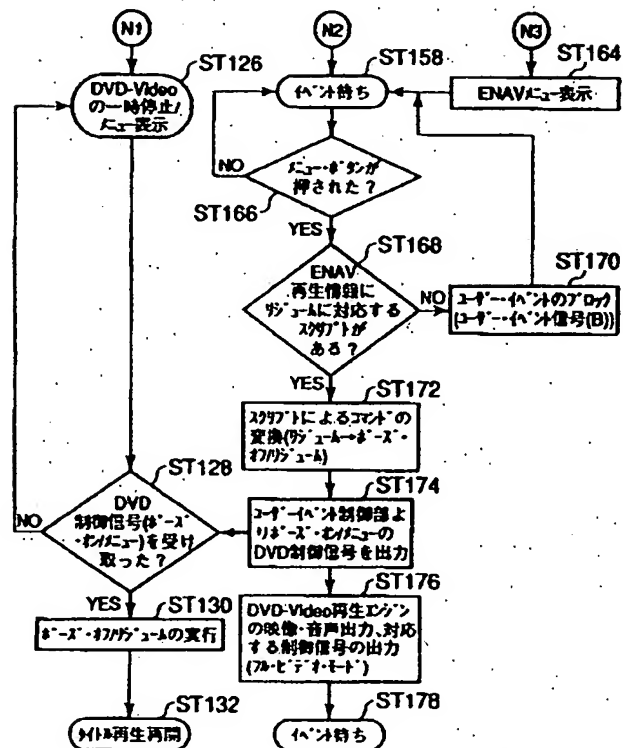 N1
N2
N3
ST126
DVD-Video
の一時停止/
メニュー表示
ST158
イベント待ち
ST164
ENAVメニュー表示
NO
メニュー・ボタンが
押された?
ST166
YES
ST168
ENAV
再生情報に
リジュームに対応する
スクリプトが
ある?
NO
ST170
ユーザー・イベントのブロック
(ユーザー・イベント信号(B))
YES
ST172
スクリプトによるコマンドの
変換(リジューム→ポーズ・
オフ/リジューム)
ST128
DVD
制御信号(ポーズ
・オン/メニュー)を受け
取った?
NO
ST174
ユーザーイベント制御部よ
りポーズ・オン/メニューの
DVD制御信号を出力
YES
ST130
ポーズ・オフ/リジュームの実行
ST176
DVD-Video再生エンジン
の映像・音声出力、対応
する制御信号の出力
(フル・ビデオ・モード)
ST132
タイトル再生再開
ST178
イベント待ち